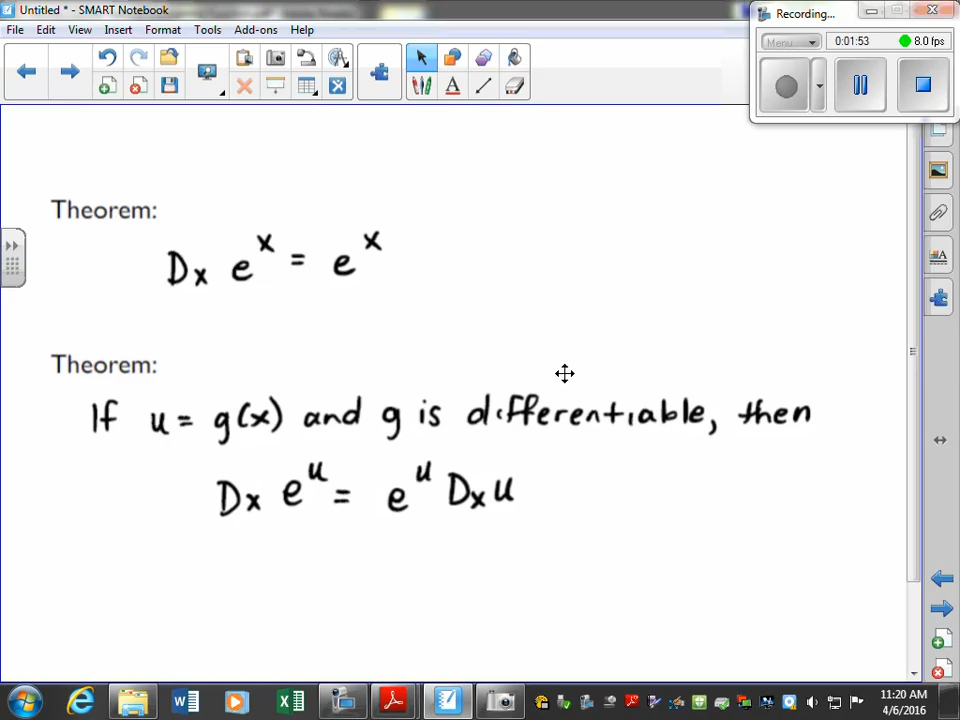 Untitled * - SMART Notebook
Recording...
File Edit View Insert Format Tools Add-ons Help
Menu 0:01:53 8.0 fps
Theorem:
Dx e^x = e^x
Theorem:
If u = g(x) and g is differentiable, then
Dx e^u = e^u Dx u
11:20 AM
4/6/2016